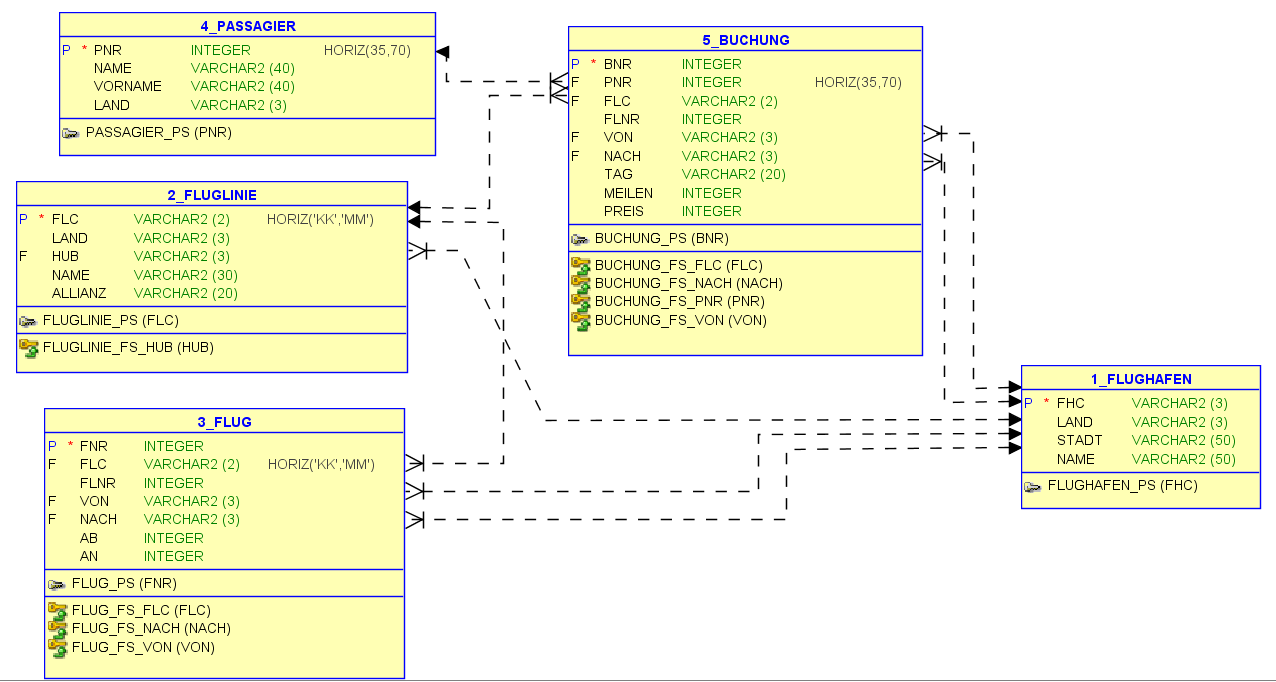 4_PASSAGIER
P * PNR INTEGER HORIZ(35,70)
NAME VARCHAR2 (40)
VORNAME VARCHAR2 (40)
LAND VARCHAR2 (3)
PASSAGIER_PS (PNR)
5_BUCHUNG
P * BNR INTEGER
F PNR INTEGER HORIZ(35,70)
F FLC VARCHAR2 (2)
FLNR INTEGER
F VON VARCHAR2 (3)
F NACH VARCHAR2 (3)
TAG VARCHAR2 (20)
MEILEN INTEGER
PREIS INTEGER
BUCHUNG_PS (BNR)
BUCHUNG_FS_FLC (FLC)
BUCHUNG_FS_NACH (NACH)
BUCHUNG_FS_PNR (PNR)
BUCHUNG_FS_VON (VON)
2_FLUGLINIE
P * FLC VARCHAR2 (2) HORIZ('KK','MM')
LAND VARCHAR2 (3)
F HUB VARCHAR2 (3)
NAME VARCHAR2 (30)
ALLIANZ VARCHAR2 (20)
FLUGLINIE_PS (FLC)
FLUGLINIE_FS_HUB (HUB)
1_FLUGHAFEN
P * FHC VARCHAR2 (3)
LAND VARCHAR2 (3)
STADT VARCHAR2 (50)
NAME VARCHAR2 (50)
FLUGHAFEN_PS (FHC)
3_FLUG
P * FNR INTEGER
F FLC VARCHAR2 (2) HORIZ('KK','MM')
FLNR INTEGER
F VON VARCHAR2 (3)
F NACH VARCHAR2 (3)
AB INTEGER
AN INTEGER
FLUG_PS (FNR)
FLUG_FS_FLC (FLC)
FLUG_FS_NACH (NACH)
FLUG_FS_VON (VON)